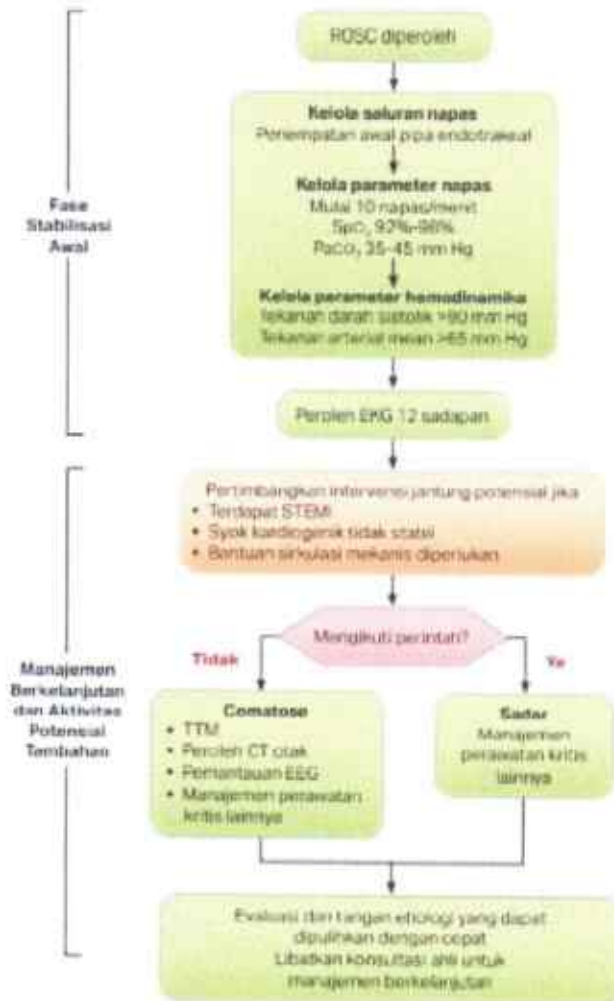 ROSC diperoleh
Kelola saluran napas
Penempatan awal pipa endotrakeal
Kelola parameter napas
Mulai 10 napas/menit
SpO₂ 92%-98%
PaCO₂ 35-45 mm Hg
Kelola parameter hemodinamika
Tekanan darah sistolik >90 mm Hg
Tekanan arterial mean >65 mm Hg
Peroleh EKG 12 sadapan
Fase
Stabilisasi
Awal
Pertimbangkan intervensi jantung potensial jika
• Terdapat STEMI
• Syok kardiogenik tidak stabil
• Bantuan sirkulasi mekanis diperlukan
Mengikuti perintah?
Tidak
Ya
Comatose
• TTM
• Peroleh CT otak
• Pemantauan EEG
• Manajemen perawatan
kritis lainnya
Sadar
Manajemen
perawatan kritis
lainnya
Manajemen
Berkelanjutan
dan Aktivitas
Potensial
Tambahan
Evaluasi dan tangan etiologi yang dapat
dipulihkan dengan cepat
Libatkan konsultasi ahli untuk
manajemen berkelanjutan